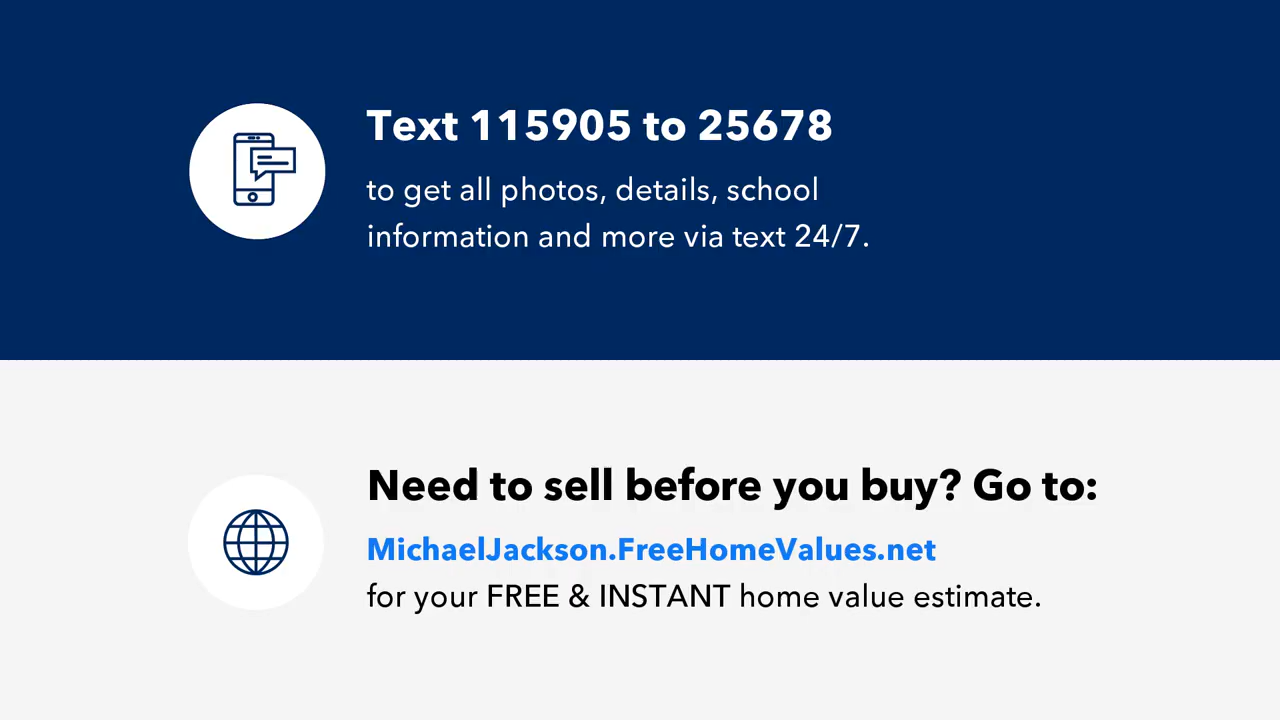 Text 115905 to 25678
to get all photos, details, school
information and more via text 24/7.
Need to sell before you buy? Go to:
MichaelJackson.FreeHomeValues.net
for your FREE & INSTANT home value estimate.